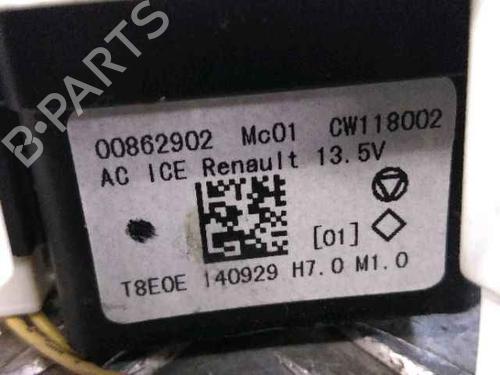 B-PARTS
00862902 Mc01 CW118002
AC ICE Renault 13.5V
[01]
T8E0E 140929 H7.0 M1.0